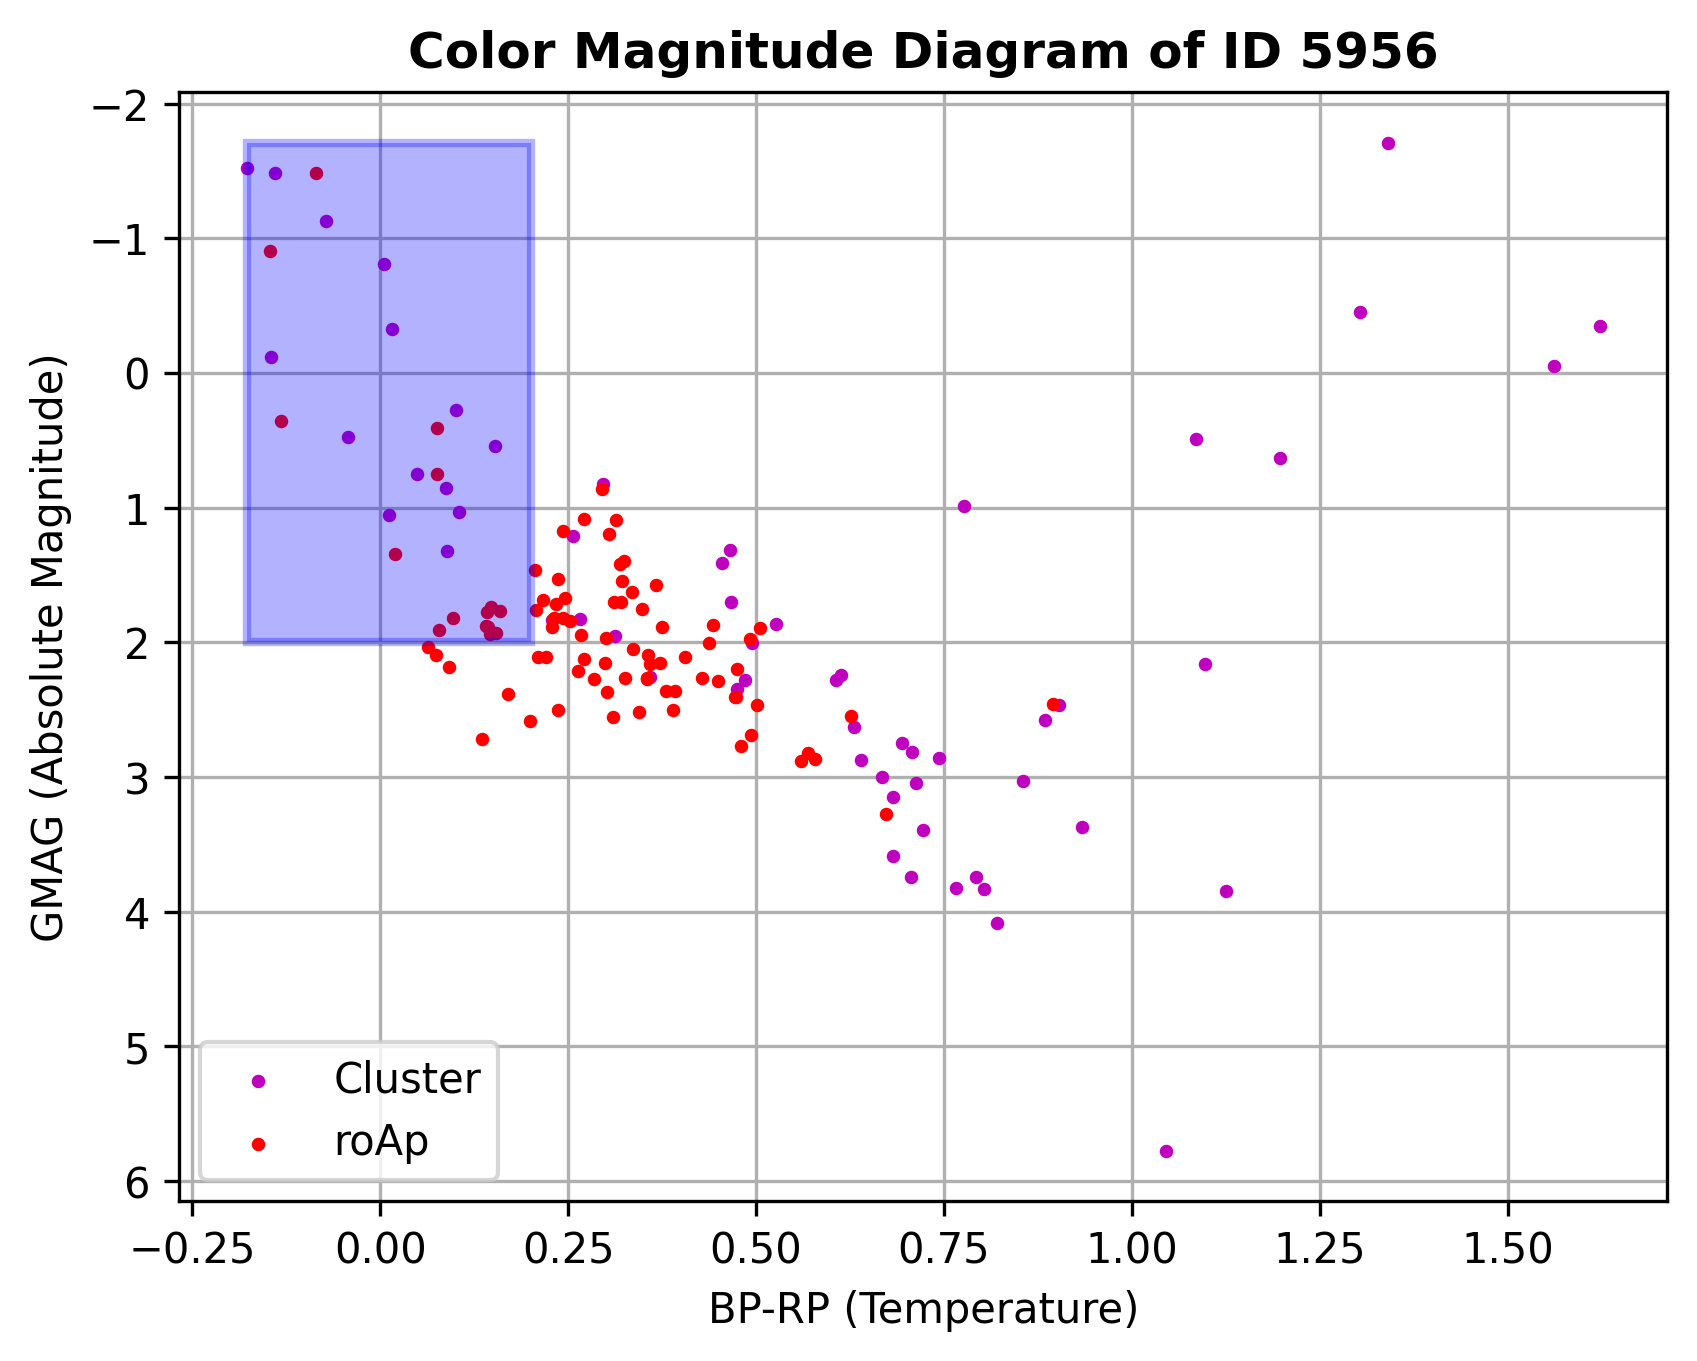 Color Magnitude Diagram of ID 5956
GMAG (Absolute Magnitude)
−2
−1
0
1
2
3
4
5
6
Cluster
roAp
−0.25 0.00 0.25 0.50 0.75 1.00 1.25 1.50
BP-RP (Temperature)